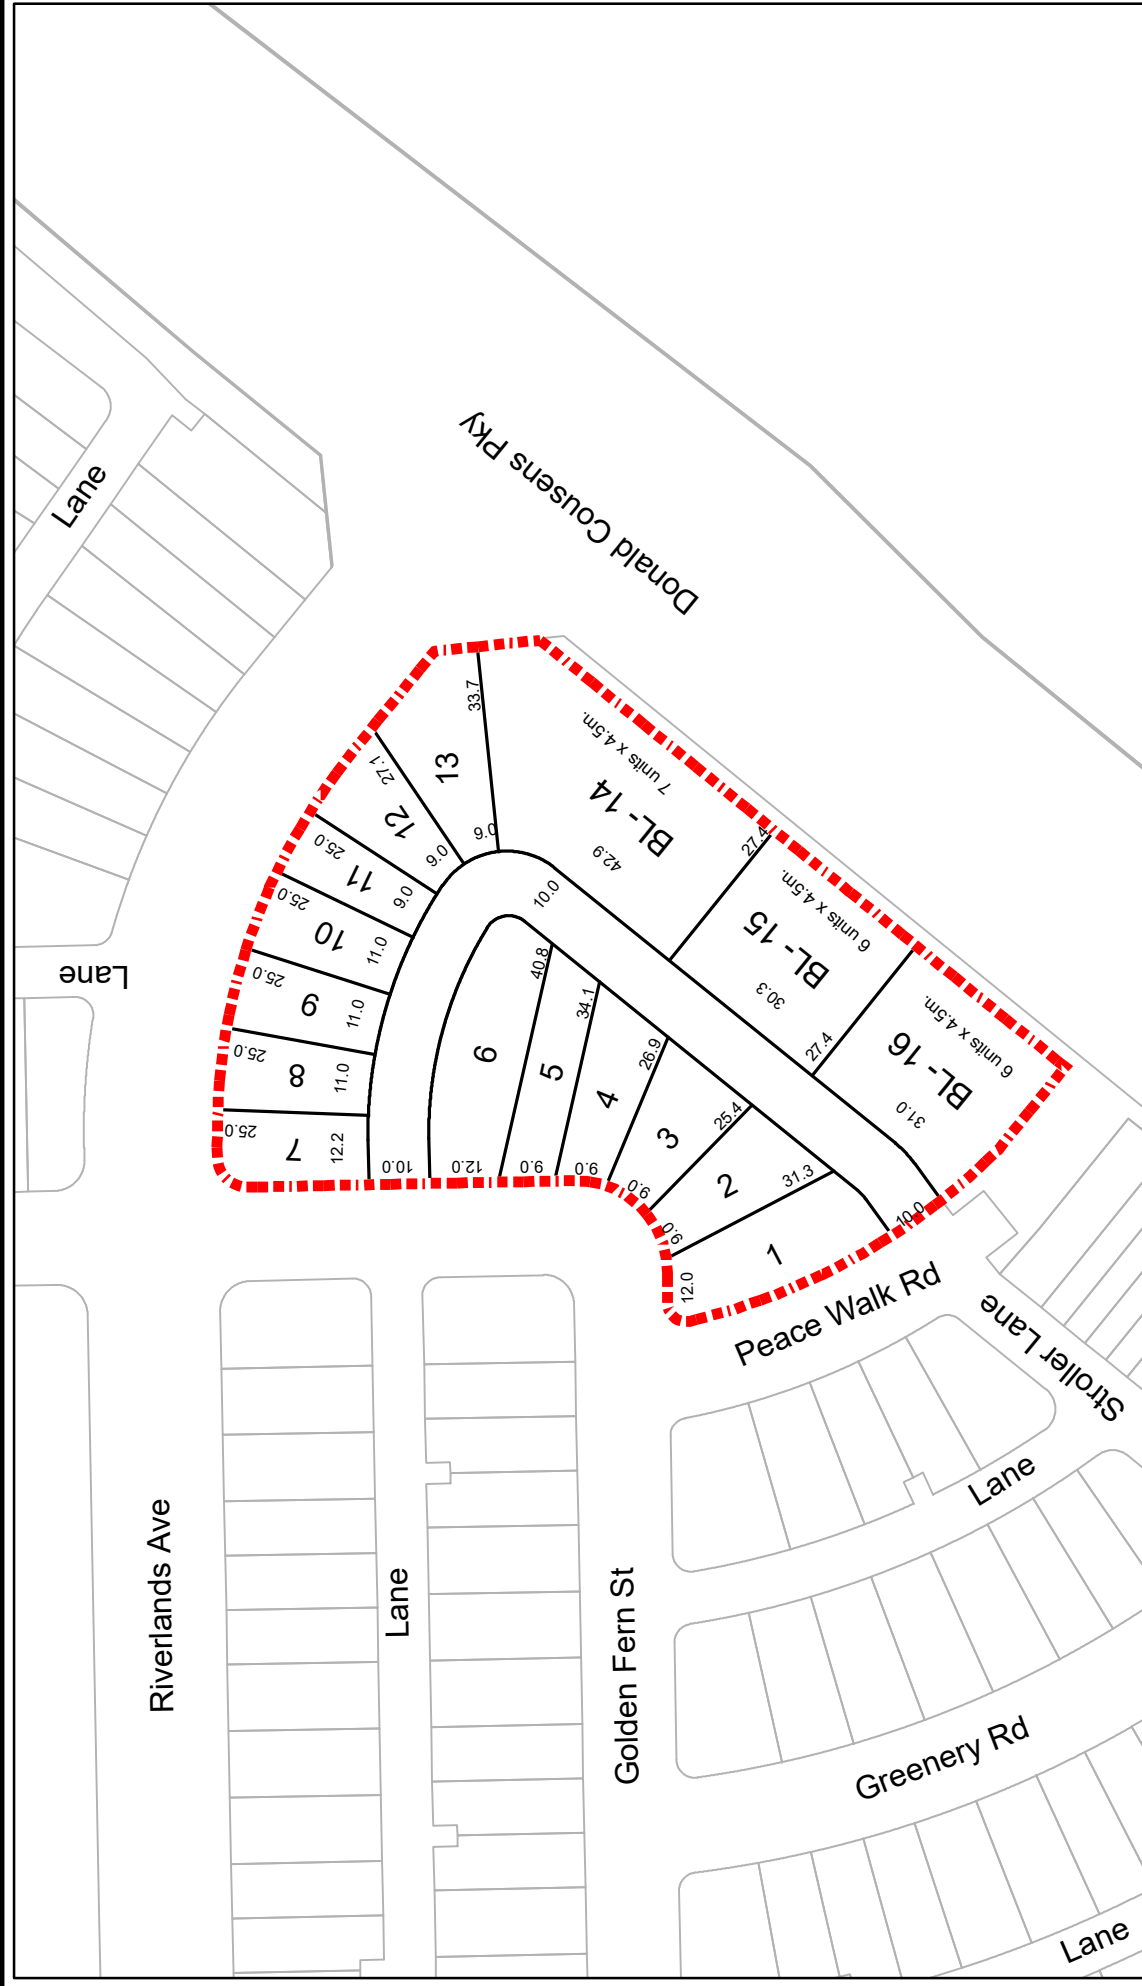 Lane
Donald Cousens Pky
33.7
13
27.1
9.0
12
9.0
25.0
11
9.0
25.0
10
11.0
25.0
9
11.0
25.0
8
11.0
25.0
7
12.2
7 units x 4.5m.
BL- 14
42.9
27.4
10.0
6 units x 4.5m.
BL- 15
30.3
27.4
6 units x 4.5m.
BL- 16
31.0
Lane
40.8
6
34.1
5
26.9
4
25.4
3
31.3
2
1
10.0
12.0
9.0
9.0
9.0
9.0
12.0
10.0
Peace Walk Rd
Stroller Lane
Lane
Riverlands Ave
Lane
Golden Fern St
Greenery Rd
Lane